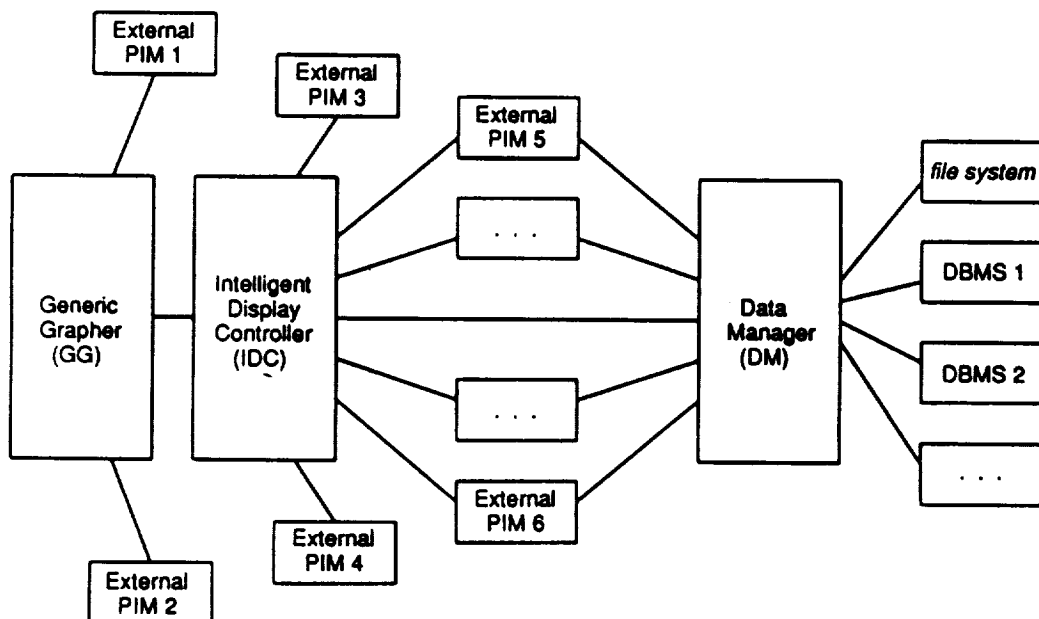 External
PIM 1
External
PIM 3
External
PIM 5
file system
. . .
DBMS 1
Generic
Grapher
(GG)
Intelligent
Display
Controller
(IDC)
Data
Manager
(DM)
DBMS 2
. . .
. . .
External
PIM 6
External
PIM 4
External
PIM 2